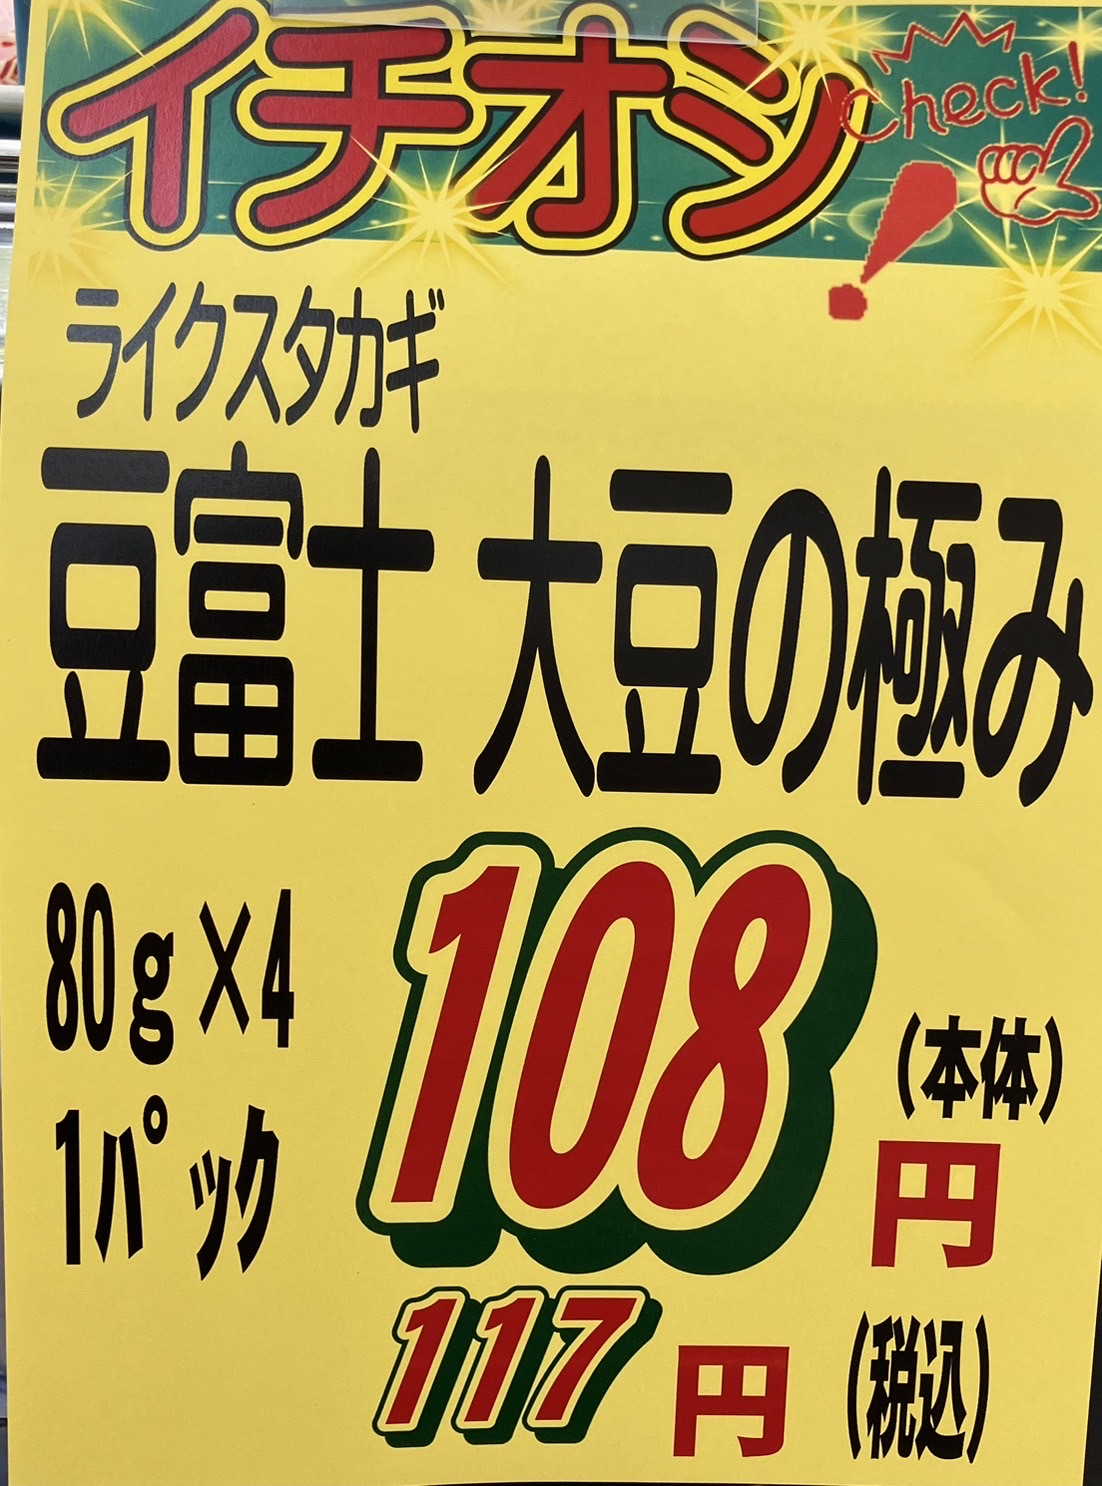 イチオシ
Check!
!
ライクスタカギ
豆富士 大豆の極み
80g×4
1パック
108
(本体)
円
117円(税込)